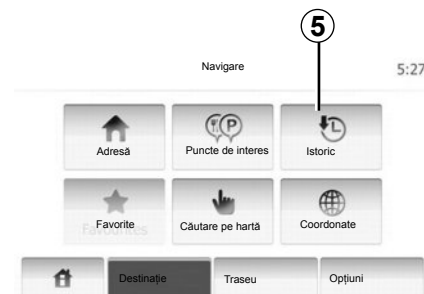 5
Navigare 5:27
Adresă Puncte de interes Istoric
Favorite Căutare pe hartă Coordonate
Destinație Traseu Opțiuni